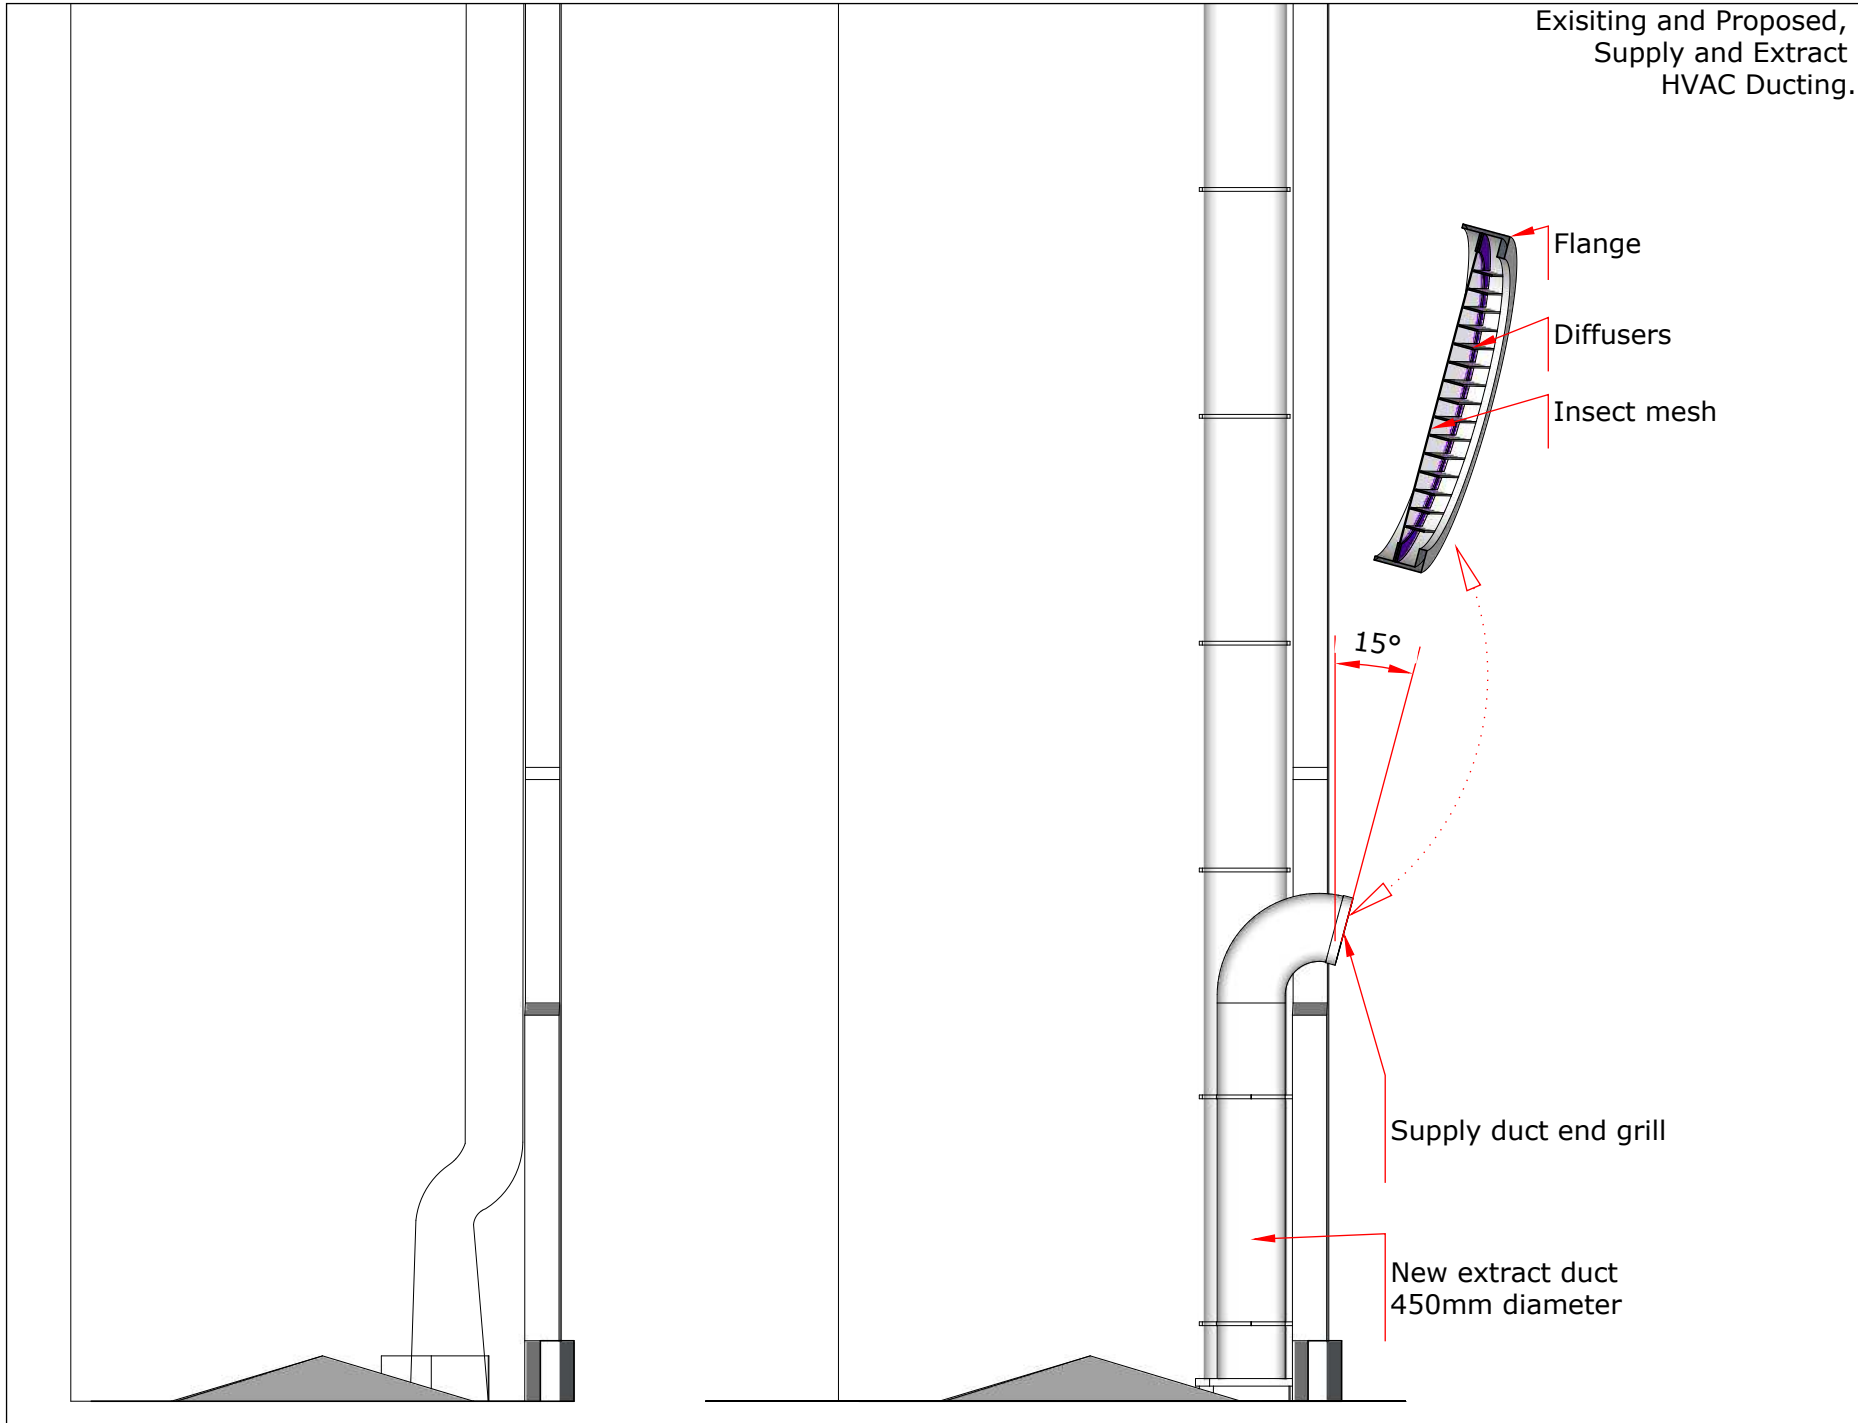 Exisiting and Proposed,
Supply and Extract
HVAC Ducting.
Flange
Diffusers
Insect mesh
15°
Supply duct end grill
New extract duct
450mm diameter